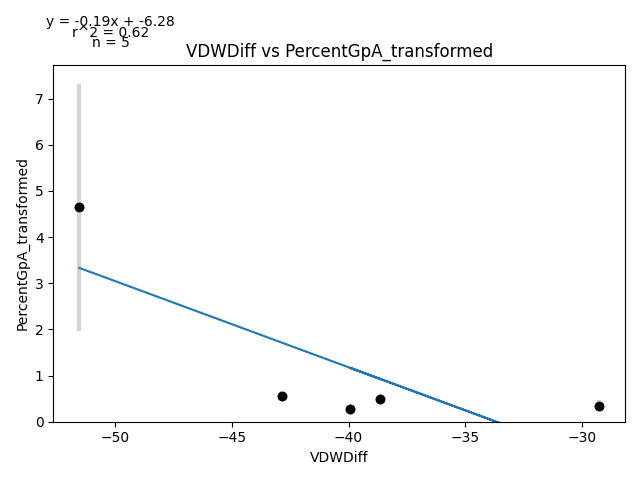 y = -0.19x + -6.28
r^2 = 0.62
n = 5
VDWDiff vs PercentGpA_transformed
7
6
5
4
3
2
1
0
PercentGpA_transformed
−50
−45
−40
−35
−30
VDWDiff